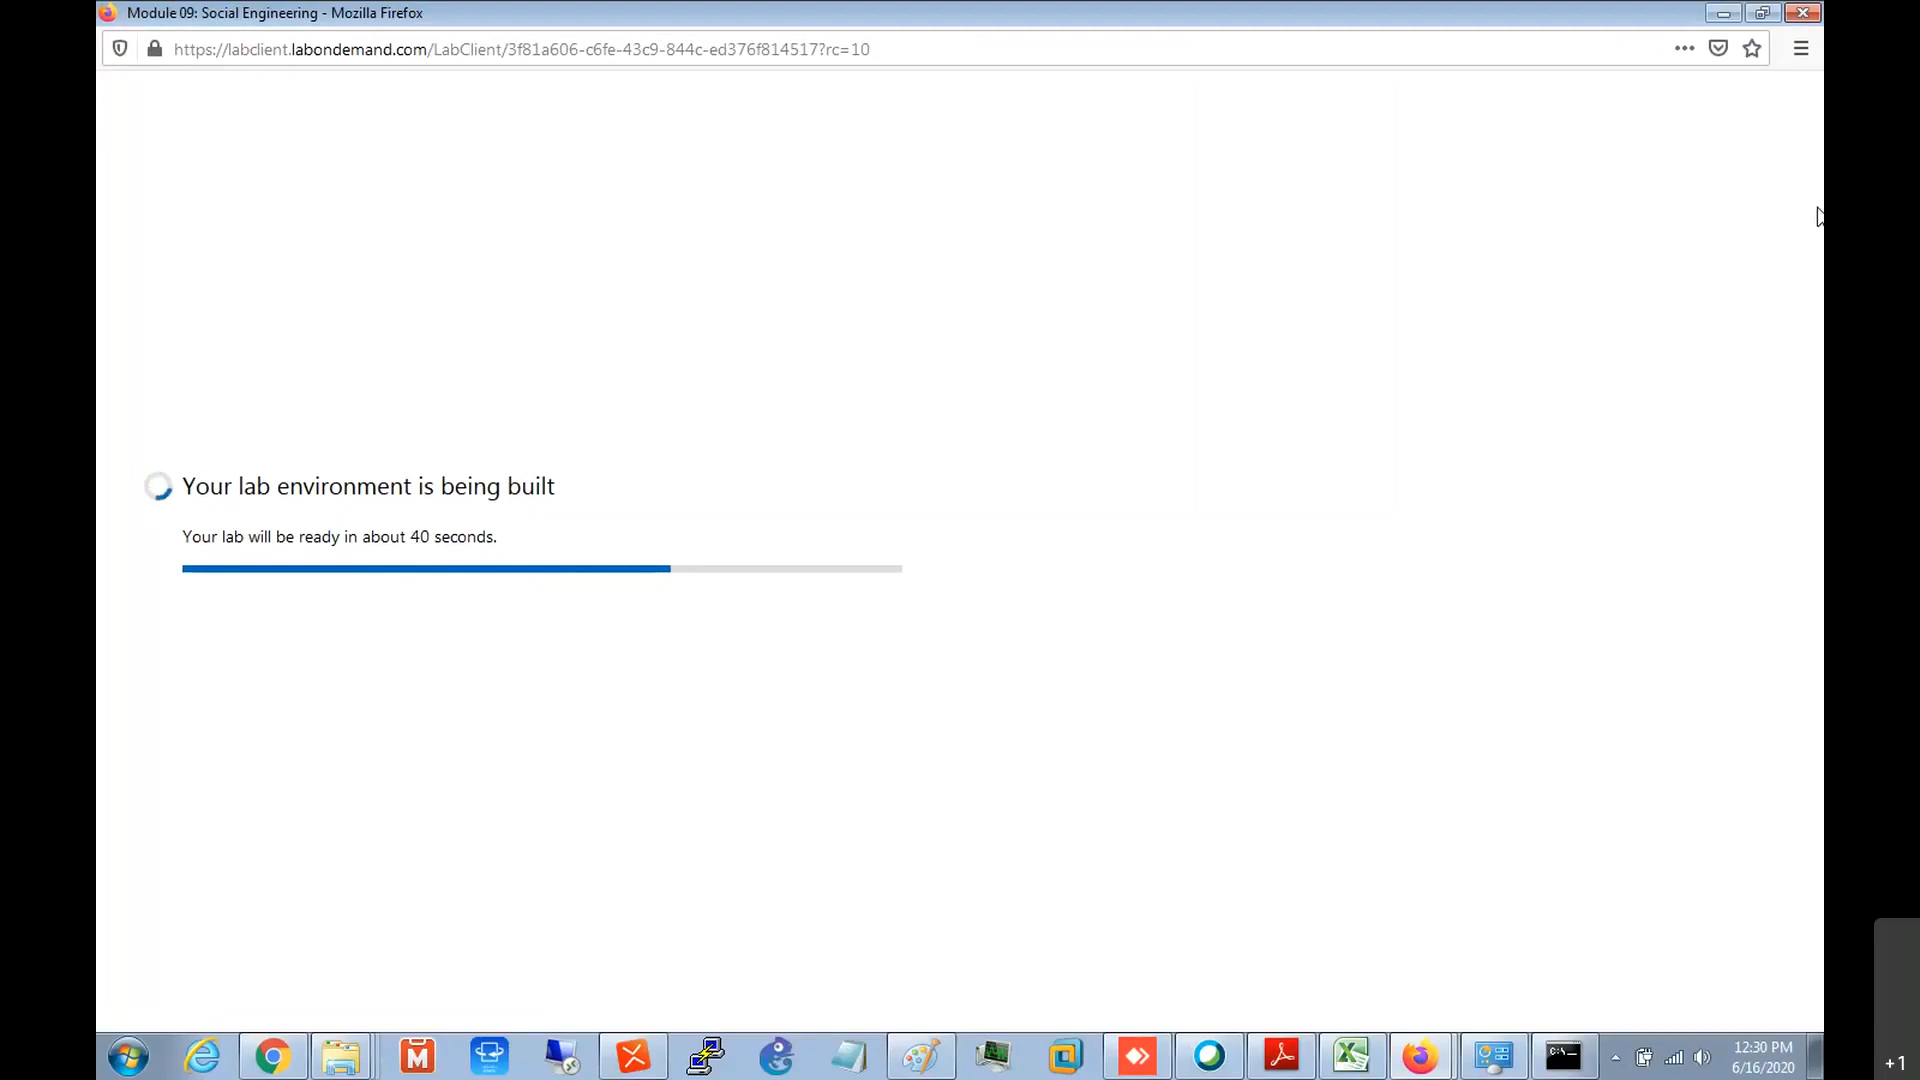 Module 09: Social Engineering - Mozilla Firefox
https://labclient.labondemand.com/LabClient/3f81a606-c6fe-43c9-844c-ed376f814517?rc=10
Your lab environment is being built
Your lab will be ready in about 40 seconds.
M
C:\_
12:30 PM
6/16/2020
+1